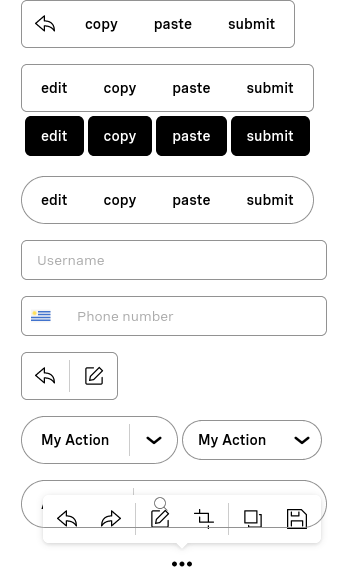 copy paste submit
edit copy paste submit
edit copy paste submit
edit copy paste submit
Username
Phone number
My Action My Action